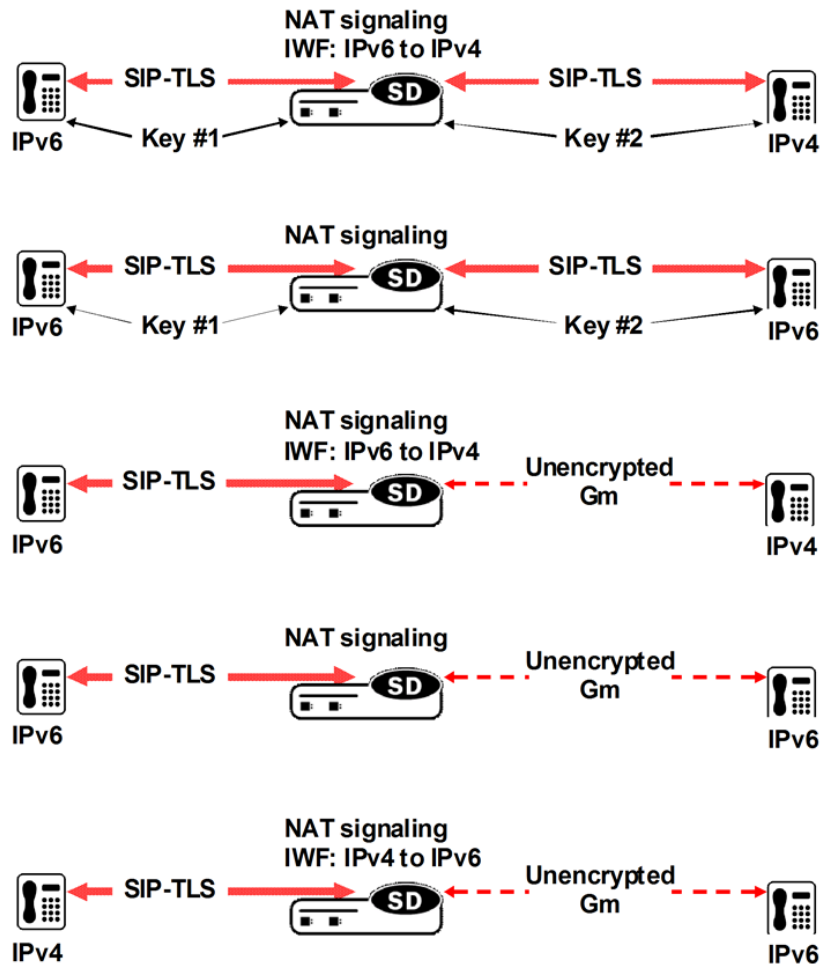 NAT signaling
IWF: IPv6 to IPv4
SIP-TLS
SD
SIP-TLS
IPv6
Key #1
Key #2
IPv4
NAT signaling
SIP-TLS
SD
SIP-TLS
IPv6
Key #1
Key #2
IPv6
NAT signaling
IWF: IPv6 to IPv4
SIP-TLS
SD
Unencrypted
Gm
IPv6
IPv4
NAT signaling
SIP-TLS
SD
Unencrypted
Gm
IPv6
IPv6
NAT signaling
IWF: IPv4 to IPv6
SIP-TLS
SD
Unencrypted
Gm
IPv4
IPv6